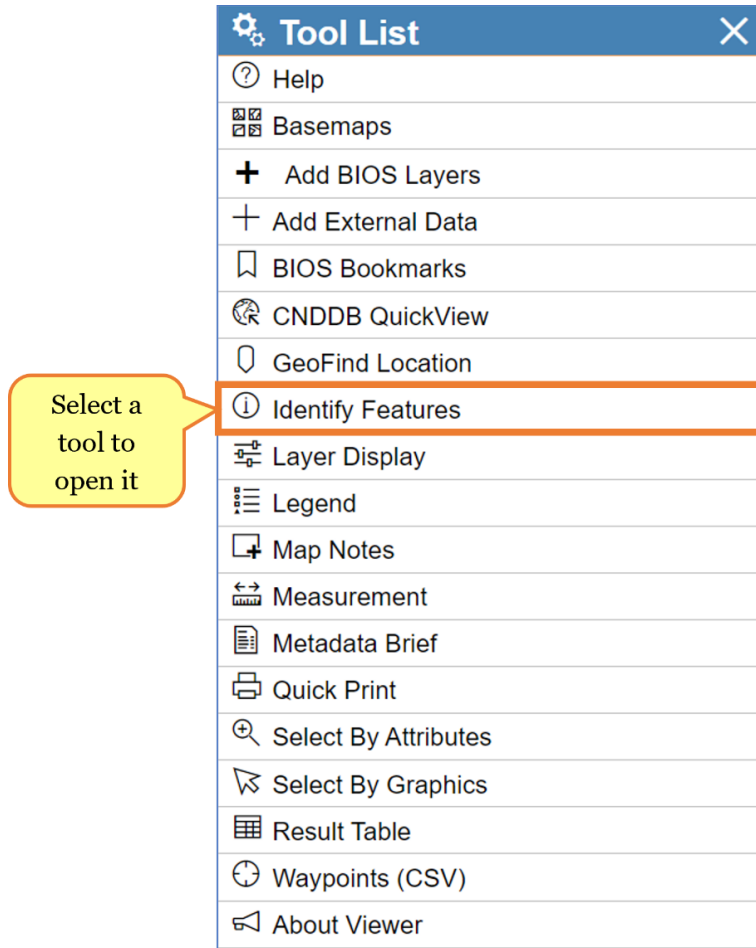 Tool List
Help
Basemaps
Add BIOS Layers
Add External Data
BIOS Bookmarks
CNDDB QuickView
GeoFind Location
Select a
tool to
open it
Identify Features
Layer Display
Legend
Map Notes
Measurement
Metadata Brief
Quick Print
Select By Attributes
Select By Graphics
Result Table
Waypoints (CSV)
About Viewer